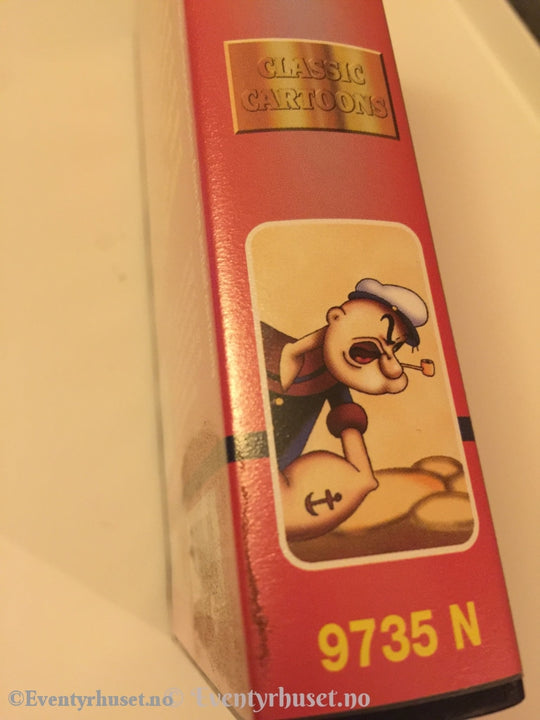 CLASSIC
CARTOONS
9735 N
©Eventyrhuset.no
© Eventyrhuset.no